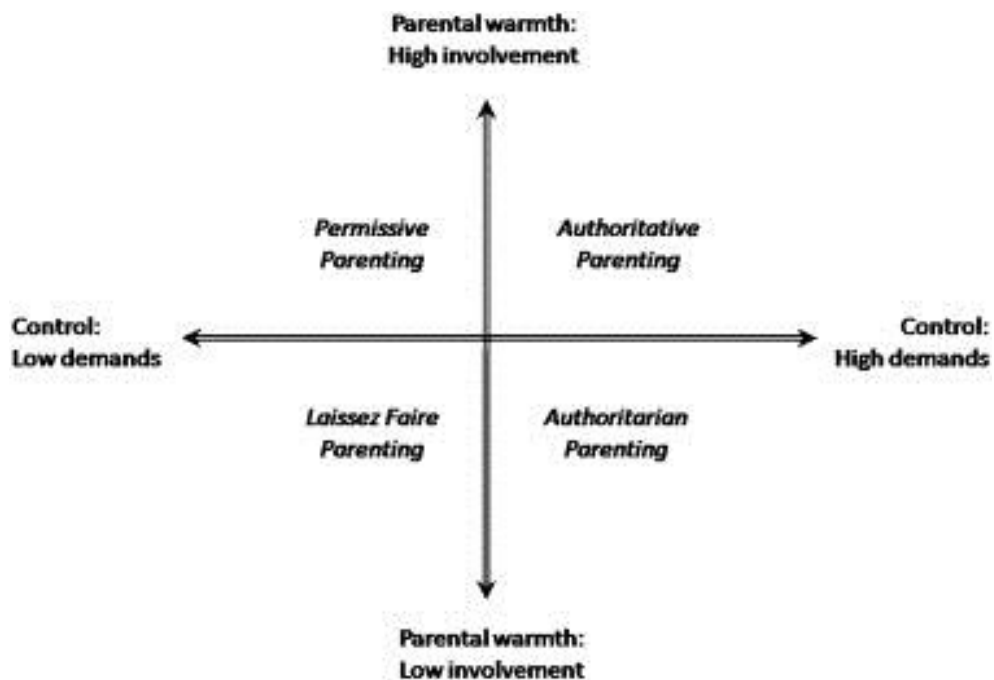 Parental warmth:
High involvement
Permissive
Parenting
Authoritative
Parenting
Control:
Low demands
Control:
High demands
Laissez Faire
Parenting
Authoritarian
Parenting
Parental warmth:
Low involvement